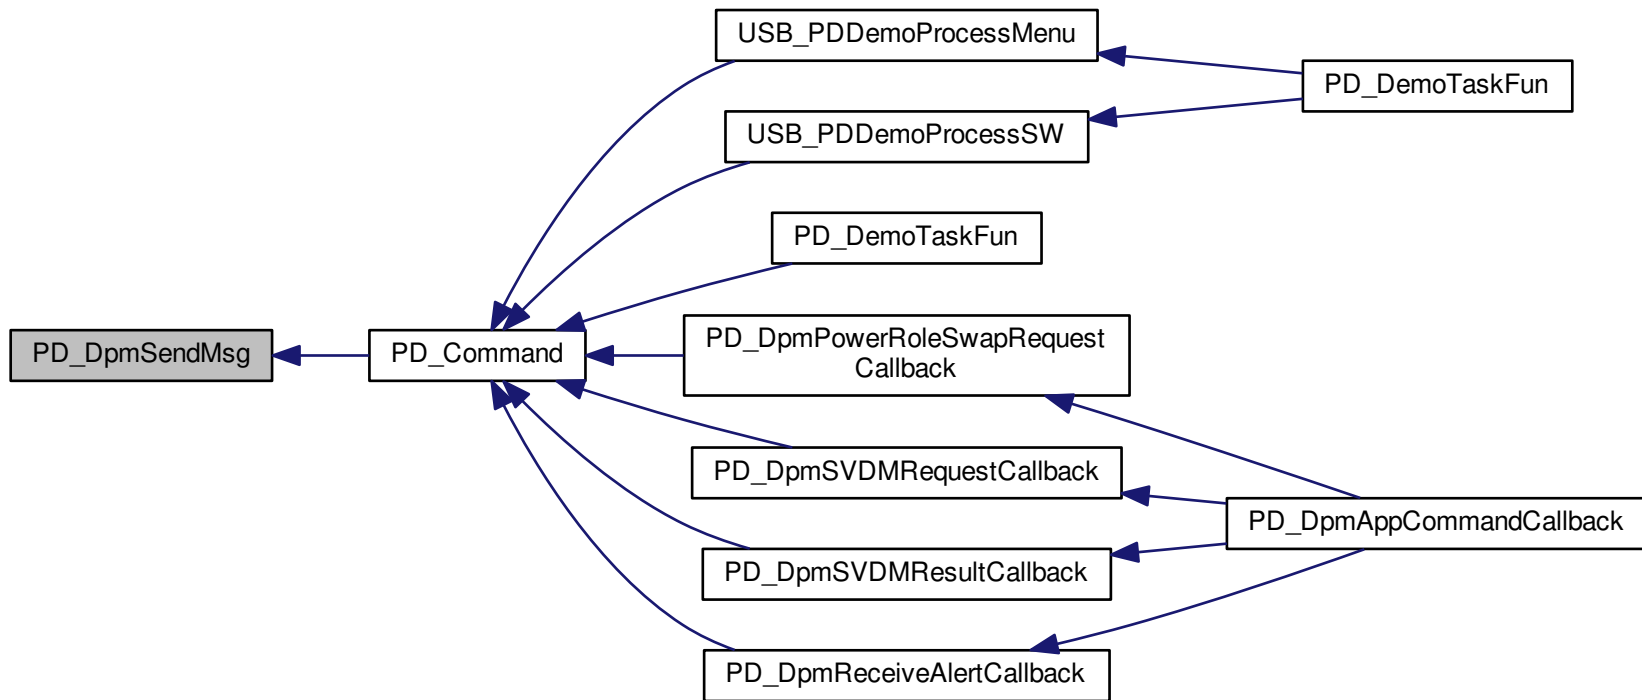 USB_PDDemoProcessMenu
PD_DemoTaskFun
USB_PDDemoProcessSW
PD_DemoTaskFun
PD_DpmSendMsg
PD_Command
PD_DpmPowerRoleSwapRequest
Callback
PD_DpmSVDMRequestCallback
PD_DpmAppCommandCallback
PD_DpmSVDMResultCallback
PD_DpmReceiveAlertCallback